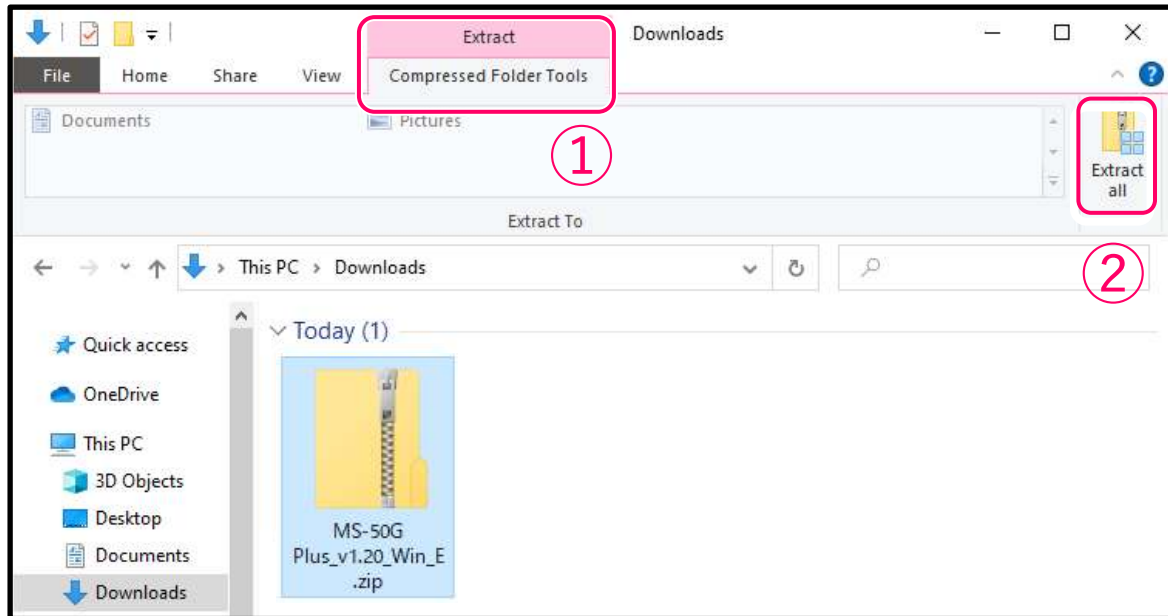 Extract
Downloads
File Home Share View Compressed Folder Tools
Documents Pictures
①
Extract
all
Extract To
②
This PC > Downloads
Today (1)
Quick access
OneDrive
This PC
3D Objects
Desktop
Documents
Downloads
MS-50G
Plus_v1.20_Win_E
.zip